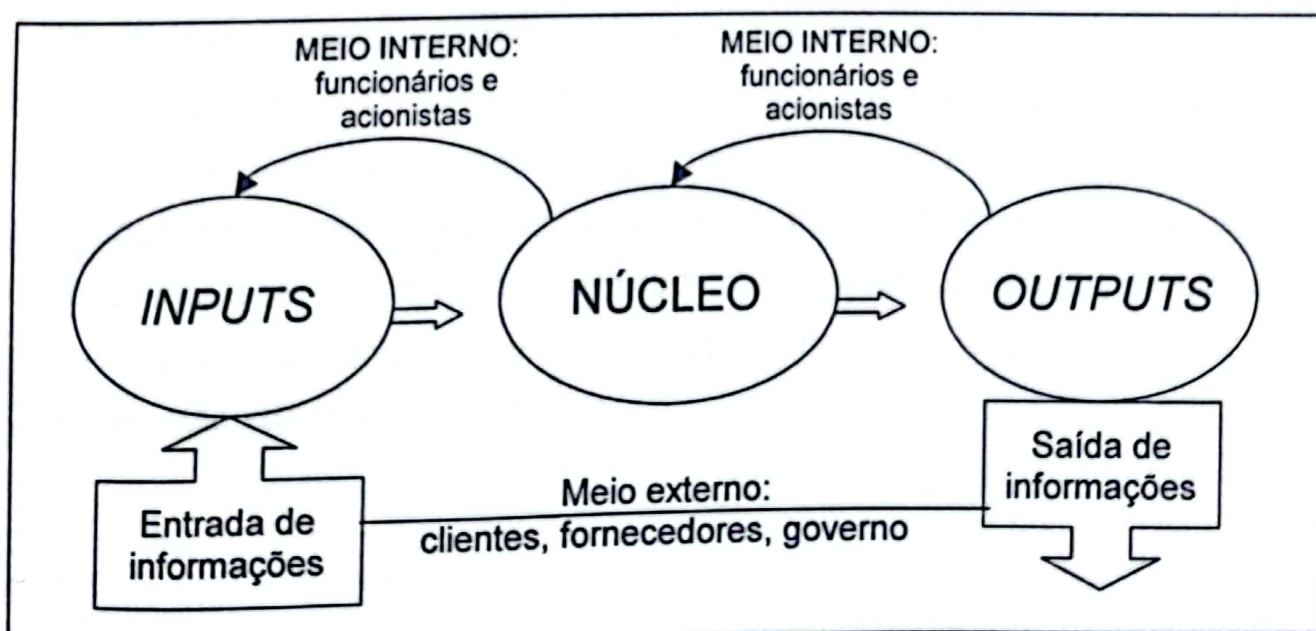 MEIO INTERNO:
funcionários e
acionistas
MEIO INTERNO:
funcionários e
acionistas
INPUTS
NÚCLEO
OUTPUTS
Entrada de
informações
Meio externo:
clientes, fornecedores, governo
Saída de
informações